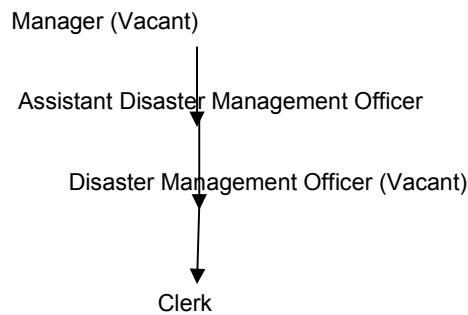 Manager (Vacant)
Assistant Disaster Management Officer
Disaster Management Officer (Vacant)
Clerk